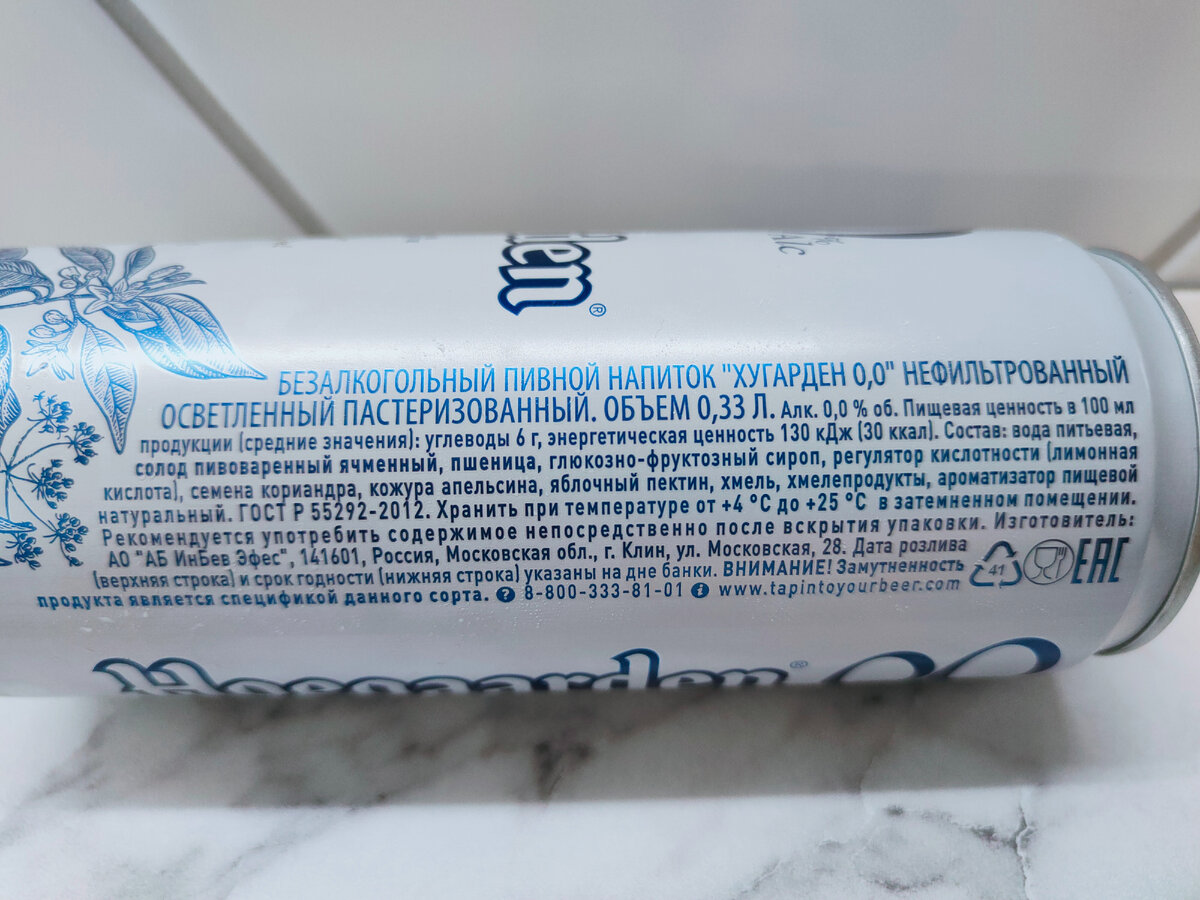 den®
Alc
БЕЗАЛКОГОЛЬНЫЙ ПИВНОЙ НАПИТОК "ХУГАРДЕН 0,0" НЕФИЛЬТРОВАННЫЙ
ОСВЕТЛЕННЫЙ ПАСТЕРИЗОВАННЫЙ. ОБЪЕМ 0,33 Л. Алк. 0,0 % об. Пищевая ценность в 100 мл
продукции (средние значения): углеводы 6 г, энергетическая ценность 130 кДж (30 ккал). Состав: вода питьевая,
солод пивоваренный ячменный, пшеница, глюкозно-фруктозный сироп, регулятор кислотности (лимонная
кислота), семена кориандра, кожура апельсина, яблочный пектин, хмель, хмелепродукты, ароматизатор пищевой
натуральный. ГОСТ Р 55292-2012. Хранить при температуре от +4 °C до +25 °C в затемненном помещении.
Рекомендуется употребить содержимое непосредственно после вскрытия упаковки. Изготовитель:
АО "АБ ИнБев Эфес", 141601, Россия, Московская обл., г. Клин, ул. Московская, 28. Дата розлива
(верхняя строка) и срок годности (нижняя строка) указаны на дне банки. ВНИМАНИЕ! Замутненность
продукта является спецификой данного сорта. 8-800-333-81-01 www.tapintoyourbeer.com
41 EAC
Hoegaarden®